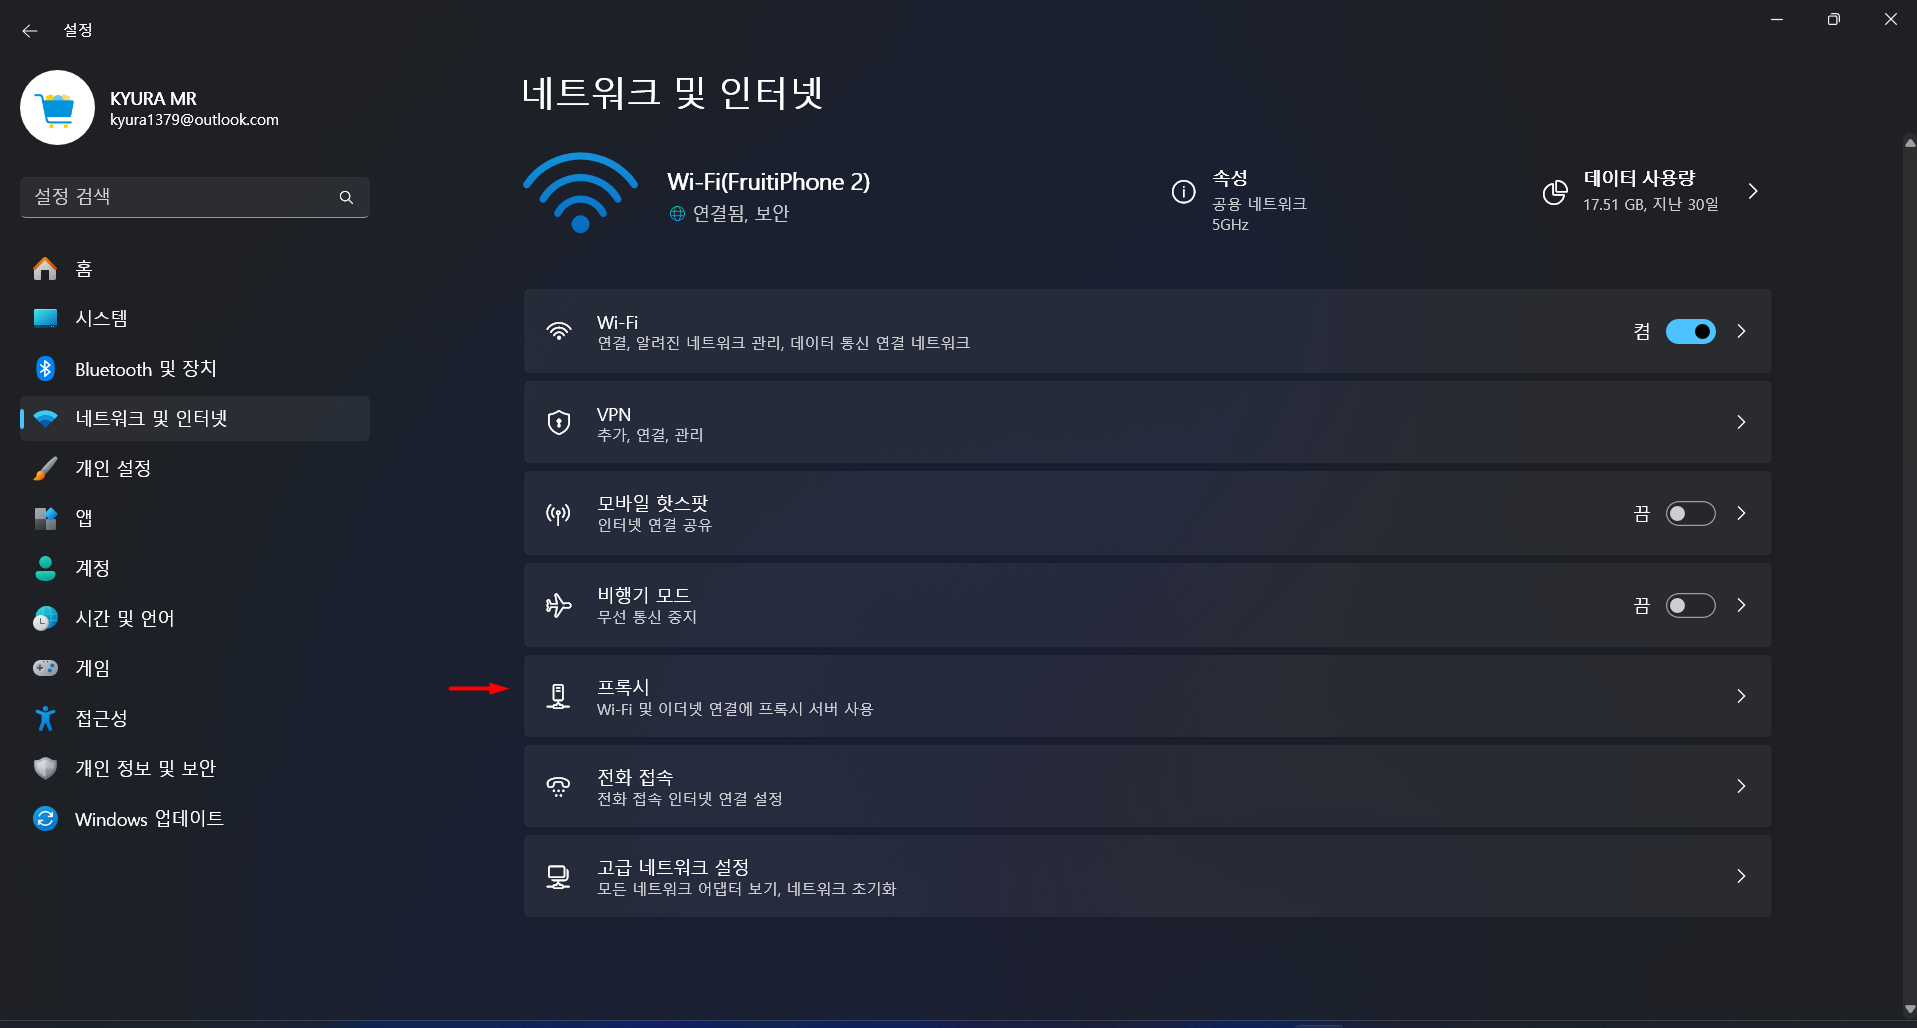 설정
KYURA MR
kyura1379@outlook.com
설정 검색
홈
시스템
Bluetooth 및 장치
네트워크 및 인터넷
개인 설정
앱
계정
시간 및 언어
게임
접근성
개인 정보 및 보안
Windows 업데이트
네트워크 및 인터넷
Wi-Fi(FruitiPhone 2)
연결됨, 보안
속성
공용 네트워크
5GHz
데이터 사용량
17.51 GB, 지난 30일
Wi-Fi
연결, 알려진 네트워크 관리, 데이터 통신 연결 네트워크
켬
VPN
추가, 연결, 관리
모바일 핫스팟
인터넷 연결 공유
끔
비행기 모드
무선 통신 중지
끔
프록시
Wi-Fi 및 이더넷 연결에 프록시 서버 사용
전화 접속
전화 접속 인터넷 연결 설정
고급 네트워크 설정
모든 네트워크 어댑터 보기, 네트워크 초기화